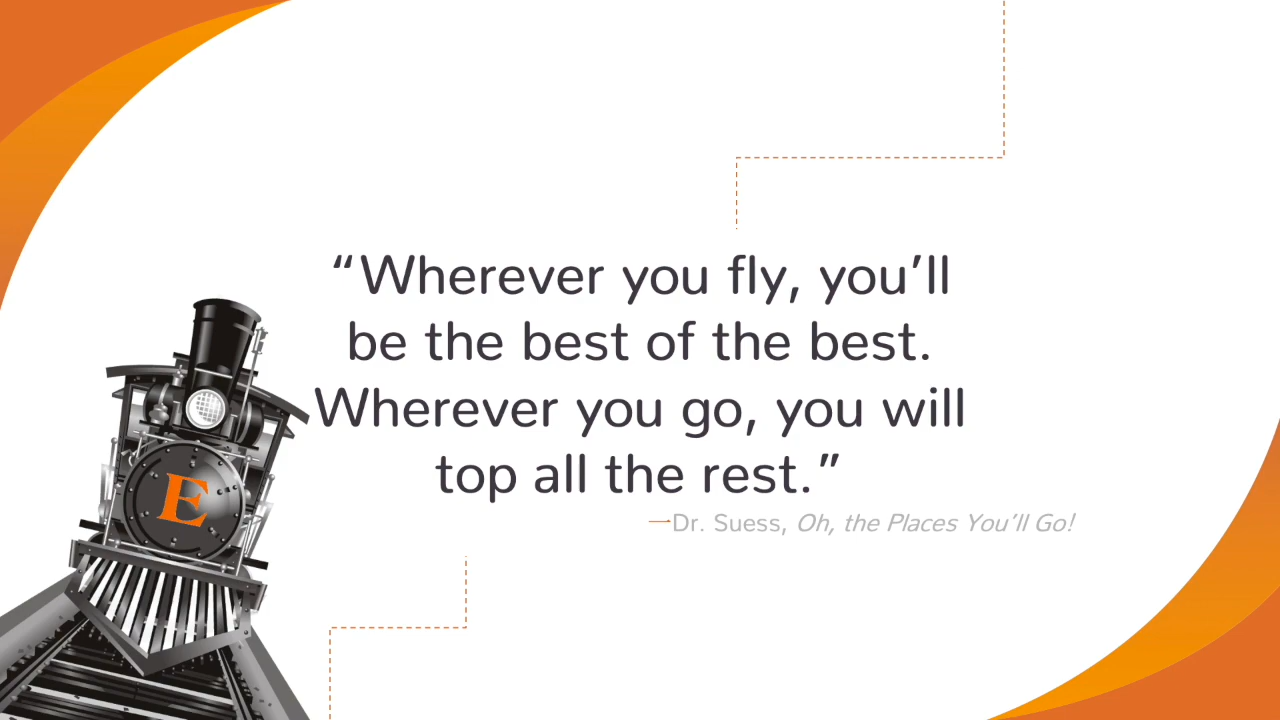 “Wherever you fly, you’ll
be the best of the best.
Wherever you go, you will
top all the rest.”
—Dr. Suess, Oh, the Places You’ll Go!
E